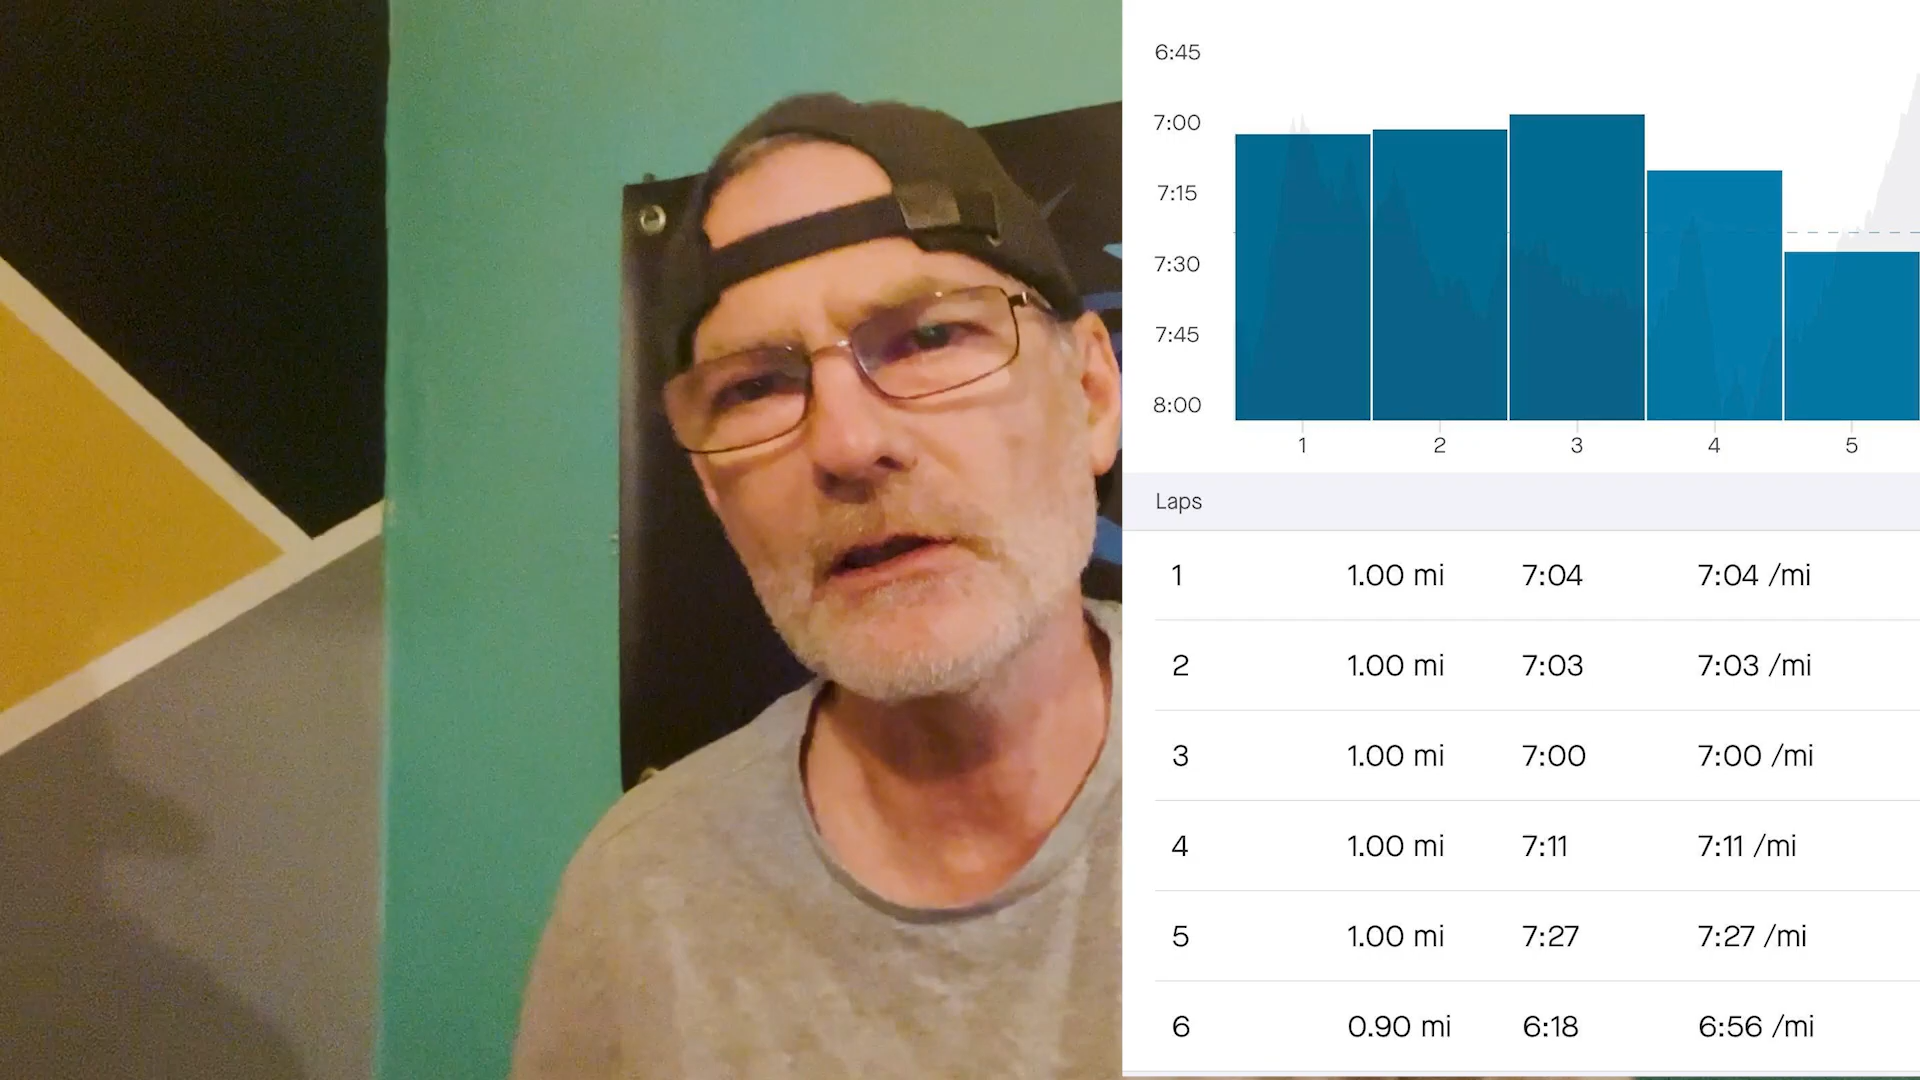 6:45
7:00
7:15
7:30
7:45
8:00
1 2 3 4 5
Laps
1 1.00 mi 7:04 7:04 /mi
2 1.00 mi 7:03 7:03 /mi
3 1.00 mi 7:00 7:00 /mi
4 1.00 mi 7:11 7:11 /mi
5 1.00 mi 7:27 7:27 /mi
6 0.90 mi 6:18 6:56 /mi